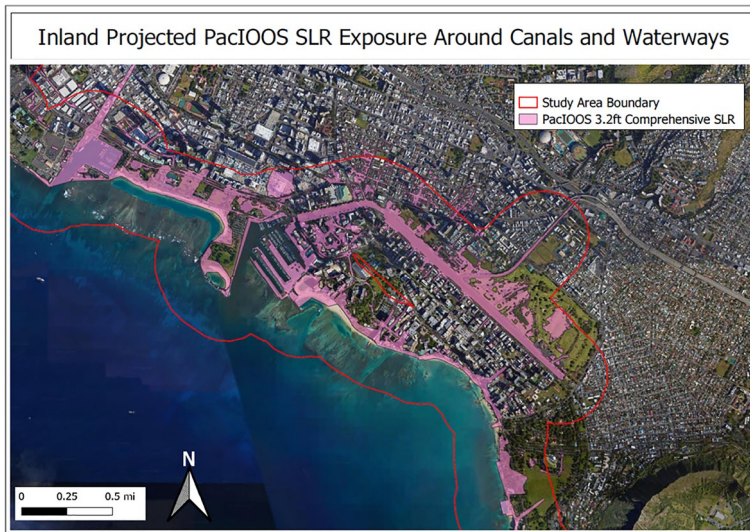 Inland Projected PacIOOS SLR Exposure Around Canals and Waterways
Study Area Boundary
PacIOOS 3.2ft Comprehensive SLR
N
0 0.25 0.5 mi